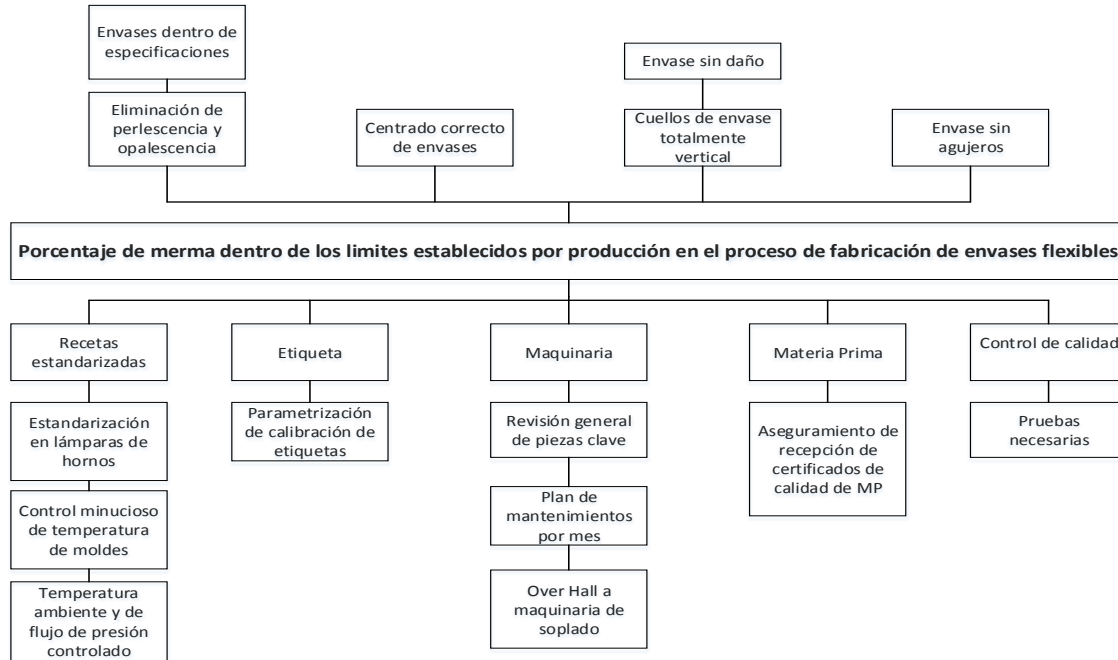 Envases dentro de
especificaciones
Envase sin daño
Eliminación de
perlescencia y
opalescencia
Centrado correcto
de envases
Cuellos de envase
totalmente
vertical
Envase sin
agujeros
Porcentaje de merma dentro de los limites establecidos por producción en el proceso de fabricación de envases flexibles
Recetas
estandarizadas
Etiqueta
Maquinaria
Materia Prima
Control de calidad
Estandarización
en lámparas de
hornos
Parametrización
de calibración de
etiquetas
Revisión general
de piezas clave
Aseguramiento de
recepción de
certificados de
calidad de MP
Pruebas
necesarias
Control minucioso
de temperatura
de moldes
Plan de
mantenimientos
por mes
Temperatura
ambiente y de
flujo de presión
controlado
Over Hall a
maquinaria de
soplado